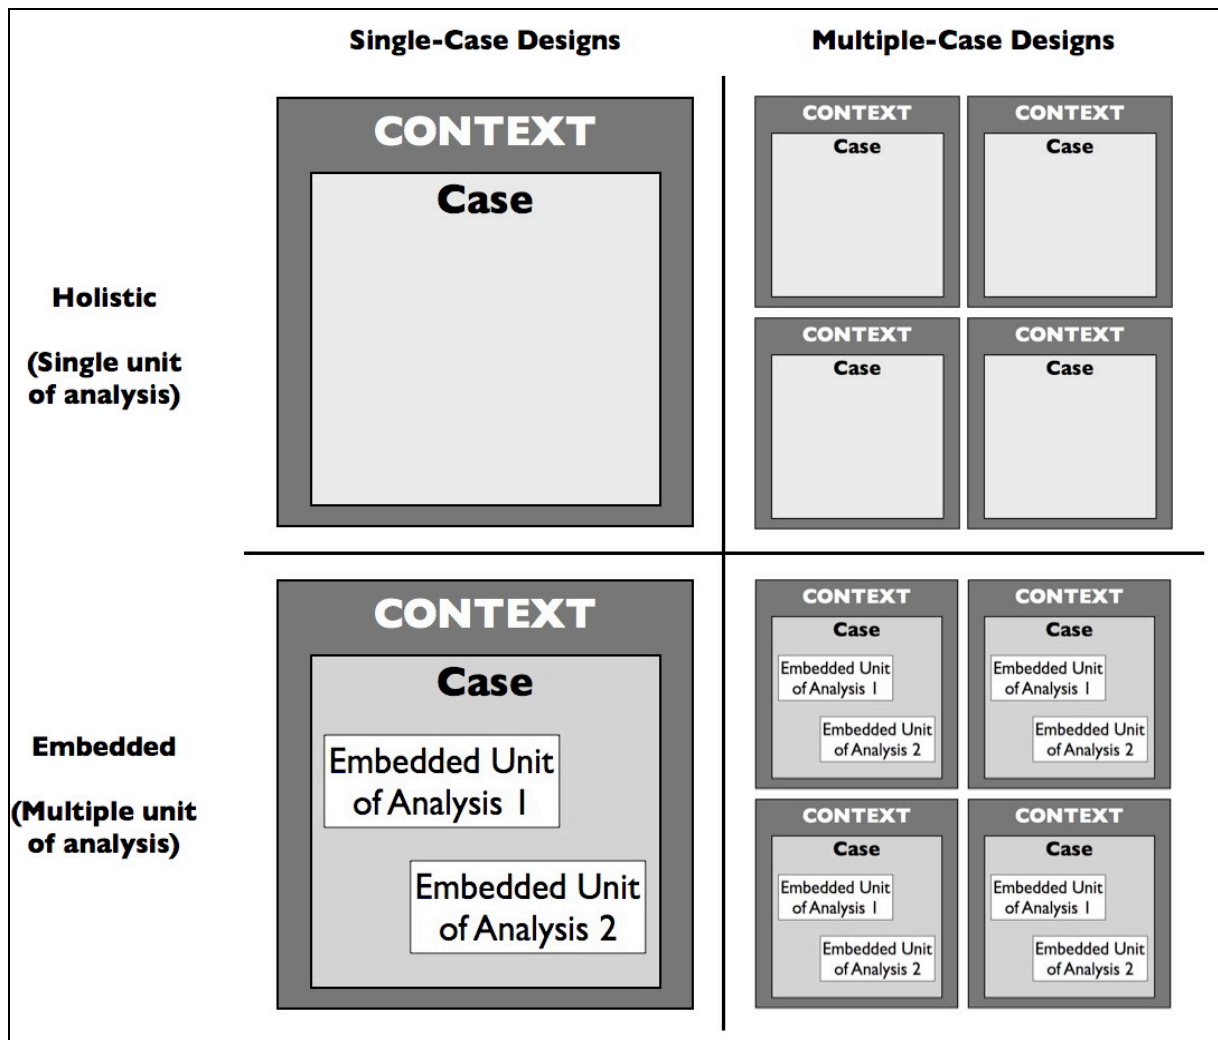 Single-Case Designs
Multiple-Case Designs
Holistic
(Single unit
of analysis)
CONTEXT
Case
CONTEXT
Case
CONTEXT
Case
CONTEXT
Case
CONTEXT
Case
Embedded
(Multiple unit
of analysis)
CONTEXT
Case
Embedded Unit
of Analysis 1
Embedded Unit
of Analysis 2
CONTEXT
Case
Embedded Unit
of Analysis 1
Embedded Unit
of Analysis 2
CONTEXT
Case
Embedded Unit
of Analysis 1
Embedded Unit
of Analysis 2
CONTEXT
Case
Embedded Unit
of Analysis 1
Embedded Unit
of Analysis 2
CONTEXT
Case
Embedded Unit
of Analysis 1
Embedded Unit
of Analysis 2